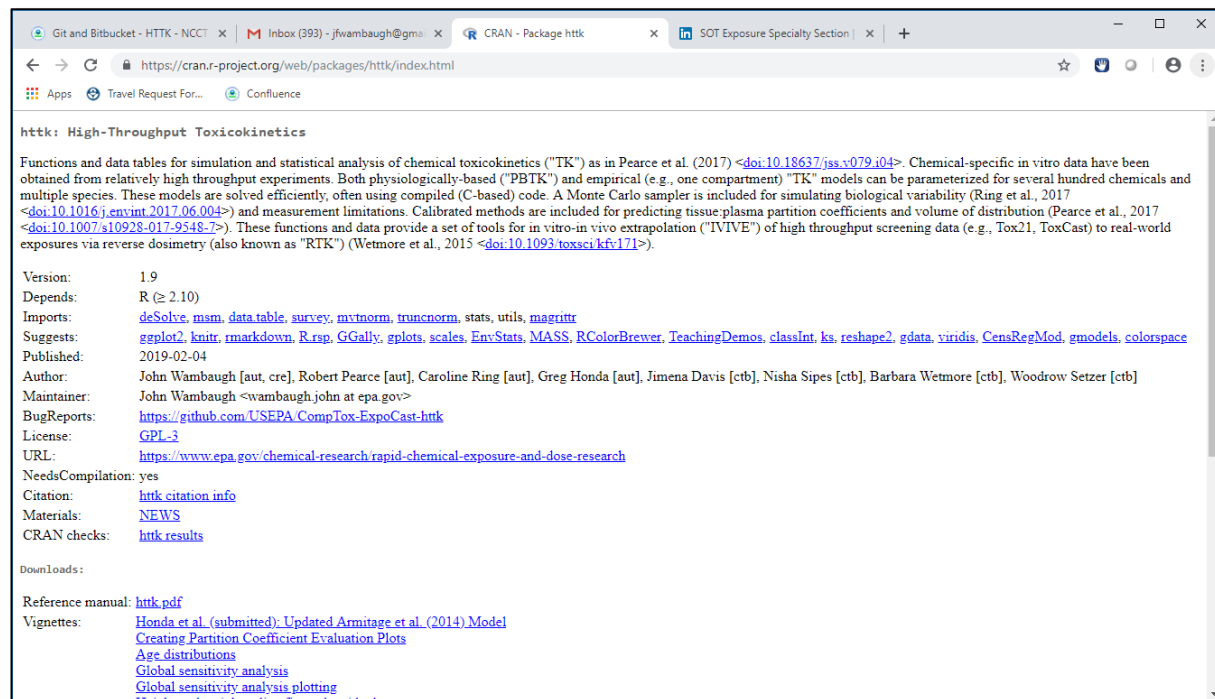 Git and Bitbucket - HTTK - NCCT
Inbox (393) - jfwambaugh@gma
CRAN - Package httk
SOT Exposure Specialty Section |
https://cran.r-project.org/web/packages/httk/index.html
Apps
Travel Request For...
Confluence
httk: High-Throughput Toxicokinetics
Functions and data tables for simulation and statistical analysis of chemical toxicokinetics ("TK") as in Pearce et al. (2017) <doi:10.18637/jss.v079.i04>. Chemical-specific in vitro data have been
obtained from relatively high throughput experiments. Both physiologically-based ("PBTK") and empirical (e.g., one compartment) "TK" models can be parameterized for several hundred chemicals and
multiple species. These models are solved efficiently, often using compiled (C-based) code. A Monte Carlo sampler is included for simulating biological variability (Ring et al., 2017
<doi:10.1016/j.envint.2017.06.004>) and measurement limitations. Calibrated methods are included for predicting tissue:plasma partition coefficients and volume of distribution (Pearce et al., 2017
<doi:10.1007/s10928-017-9548-7>). These functions and data provide a set of tools for in vitro-in vivo extrapolation ("IVIVE") of high throughput screening data (e.g., Tox21, ToxCast) to real-world
exposures via reverse dosimetry (also known as "RTK") (Wetmore et al., 2015 <doi:10.1093/toxsci/kfv171>).
Version: 1.9
Depends: R (≥ 2.10)
Imports: deSolve, msm, data.table, survey, mvtnorm, truncnorm, stats, utils, magrittr
Suggests: ggplot2, knitr, rmarkdown, R.rsp, GGally, gplots, scales, EnvStats, MASS, RColorBrewer, TeachingDemos, classInt, ks, reshape2, gdata, viridis, CensRegMod, gmodels, colorspace
Published: 2019-02-04
Author: John Wambaugh [aut, cre], Robert Pearce [aut], Caroline Ring [aut], Greg Honda [aut], Jimena Davis [ctb], Nisha Sipes [ctb], Barbara Wetmore [ctb], Woodrow Setzer [ctb]
Maintainer: John Wambaugh <wambaugh.john at epa.gov>
BugReports: https://github.com/USEPA/CompTox-ExpoCast-httk
License: GPL-3
URL: https://www.epa.gov/chemical-research/rapid-chemical-exposure-and-dose-research
NeedsCompilation: yes
Citation: httk citation info
Materials: NEWS
CRAN checks: httk results
Downloads:
Reference manual: httk.pdf
Vignettes: Honda et al. (submitted): Updated Armitage et al. (2014) Model
Creating Partition Coefficient Evaluation Plots
Age distributions
Global sensitivity analysis
Global sensitivity analysis plotting